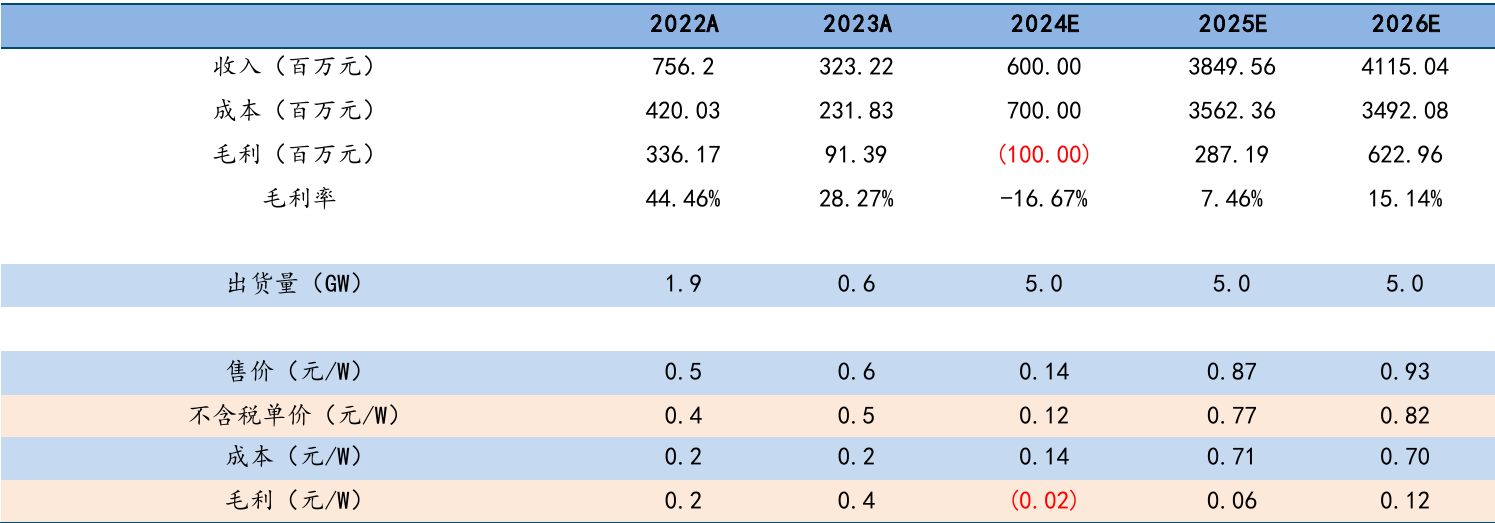 2022A 2023A 2024E 2025E 2026E
收入（百万元） 756.2 323.22 600.00 3849.56 4115.04
成本（百万元） 420.03 231.83 700.00 3562.36 3492.08
毛利（百万元） 336.17 91.39 (100.00) 287.19 622.96
毛利率 44.46% 28.27% -16.67% 7.46% 15.14%
出货量（GW） 1.9 0.6 5.0 5.0 5.0
售价（元/W） 0.5 0.6 0.14 0.87 0.93
不含税单价（元/W） 0.4 0.5 0.12 0.77 0.82
成本（元/W） 0.2 0.2 0.14 0.71 0.70
毛利（元/W） 0.2 0.4 (0.02) 0.06 0.12